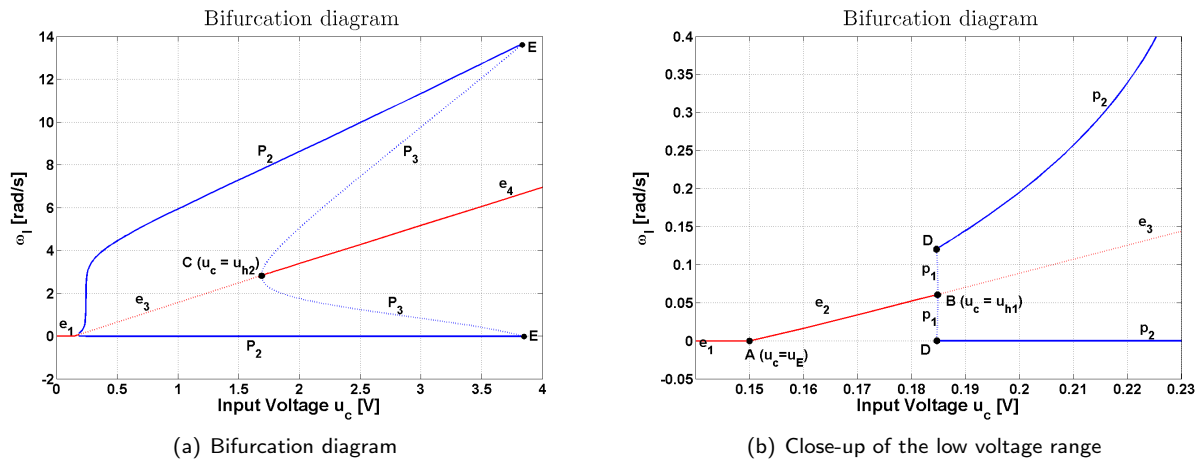 Bifurcation diagram
14
12
10
8
6
4
2
0
-2
ω_l [rad/s]
0
0.5
1
1.5
2
2.5
3
3.5
4
Input Voltage u_c [V]
E
P_2
P_3
e_4
C (u_c = u_h2)
e_3
e_1
P_3
P_2
E
(a) Bifurcation diagram
Bifurcation diagram
0.4
0.35
0.3
0.25
0.2
0.15
0.1
0.05
0
-0.05
ω_l [rad/s]
0.15
0.16
0.17
0.18
0.19
0.2
0.21
0.22
0.23
Input Voltage u_c [V]
p_2
D
p_1
e_3
e_2
B (u_c = u_h1)
p_1
e_1
D
p_2
A (u_c=u_E)
(b) Close-up of the low voltage range